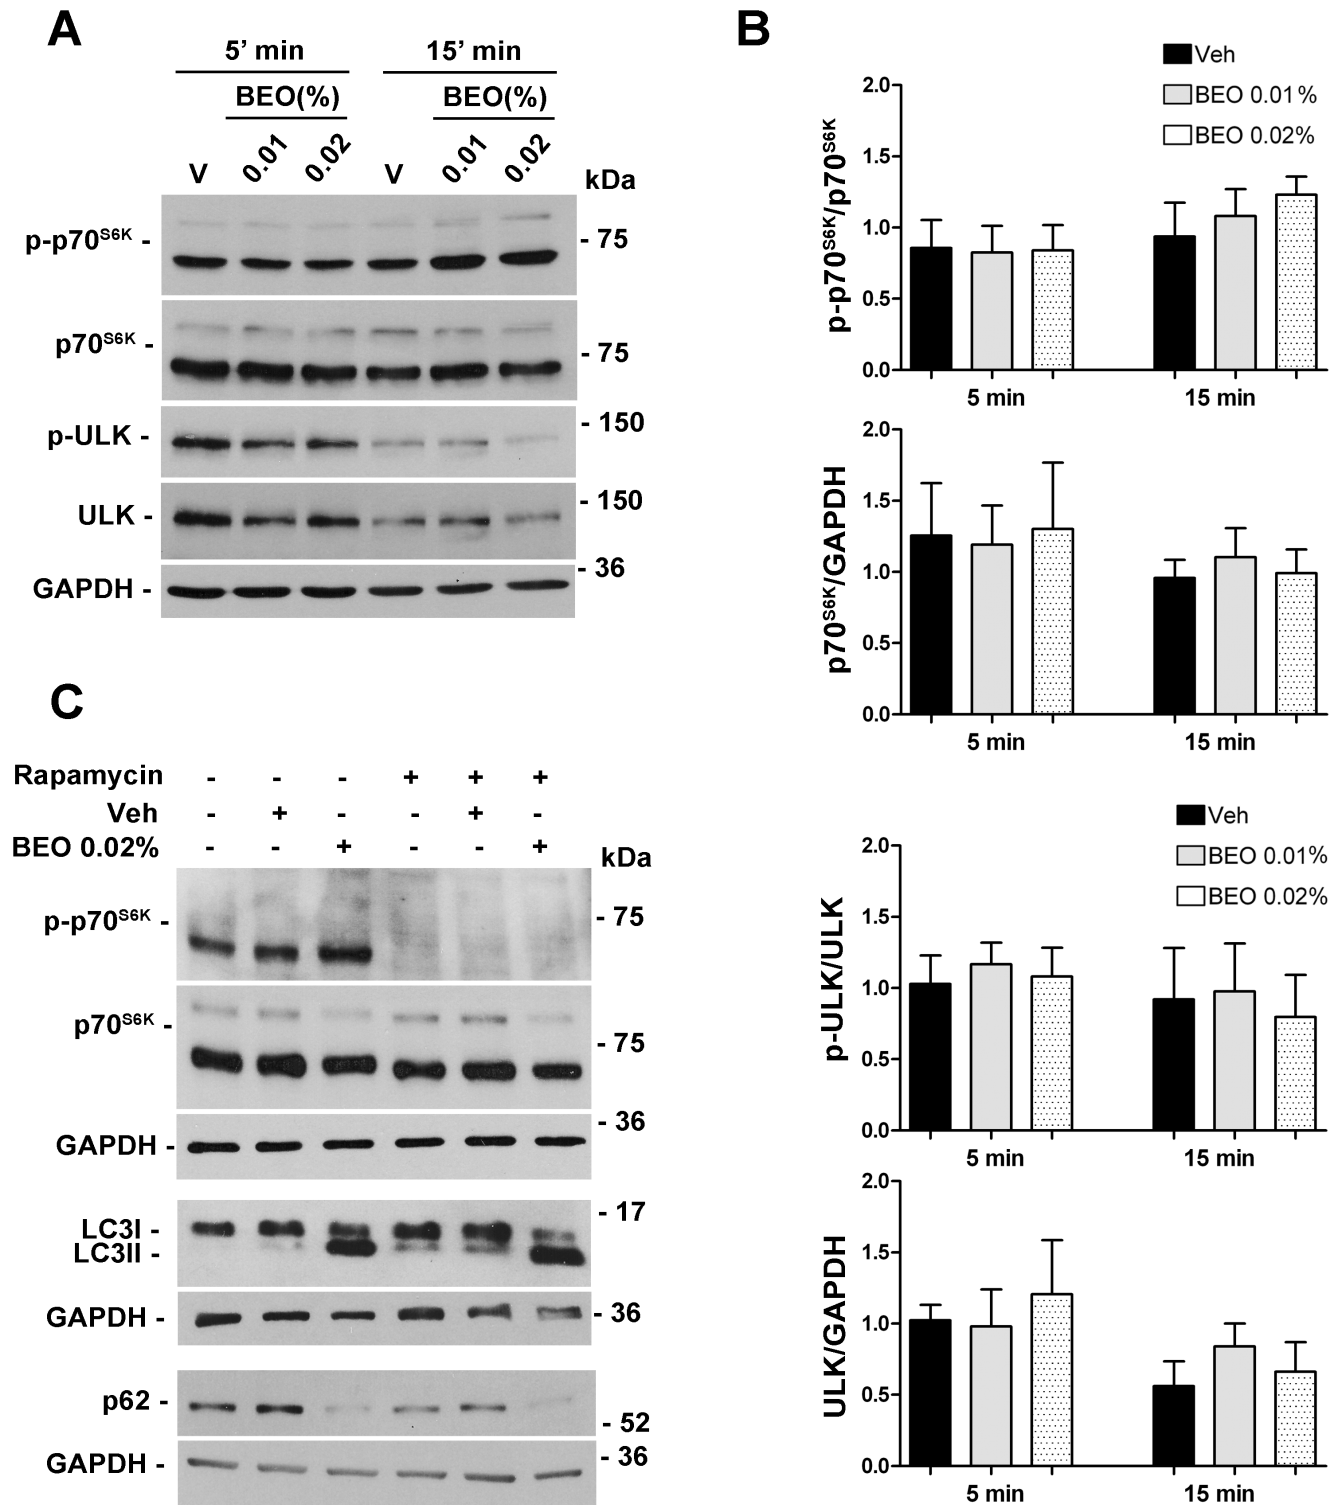 A
5’ min 15’ min
BEO(%) BEO(%)
V 0.01 0.02 V 0.01 0.02
kDa
p-p70S6K - - 75
p70S6K - - 75
p-ULK - - 150
ULK - - 150
GAPDH - - 36
B
Veh
BEO 0.01%
BEO 0.02%
p-p70S6K/p70S6K
2.0
1.5
1.0
0.5
0.0
5 min 15 min
p70S6K/GAPDH
2.0
1.5
1.0
0.5
0.0
5 min 15 min
Veh
BEO 0.01%
BEO 0.02%
p-ULK/ULK
2.0
1.5
1.0
0.5
0.0
5 min 15 min
ULK/GAPDH
2.0
1.5
1.0
0.5
0.0
5 min 15 min
C
Rapamycin - - - + + +
Veh - + - - + -
BEO 0.02% - - + - - +
kDa
p-p70S6K - - 75
p70S6K - - 75
GAPDH - - 36
LC3I - - 17
LC3II -
GAPDH - - 36
p62 - - 52
GAPDH - - 36